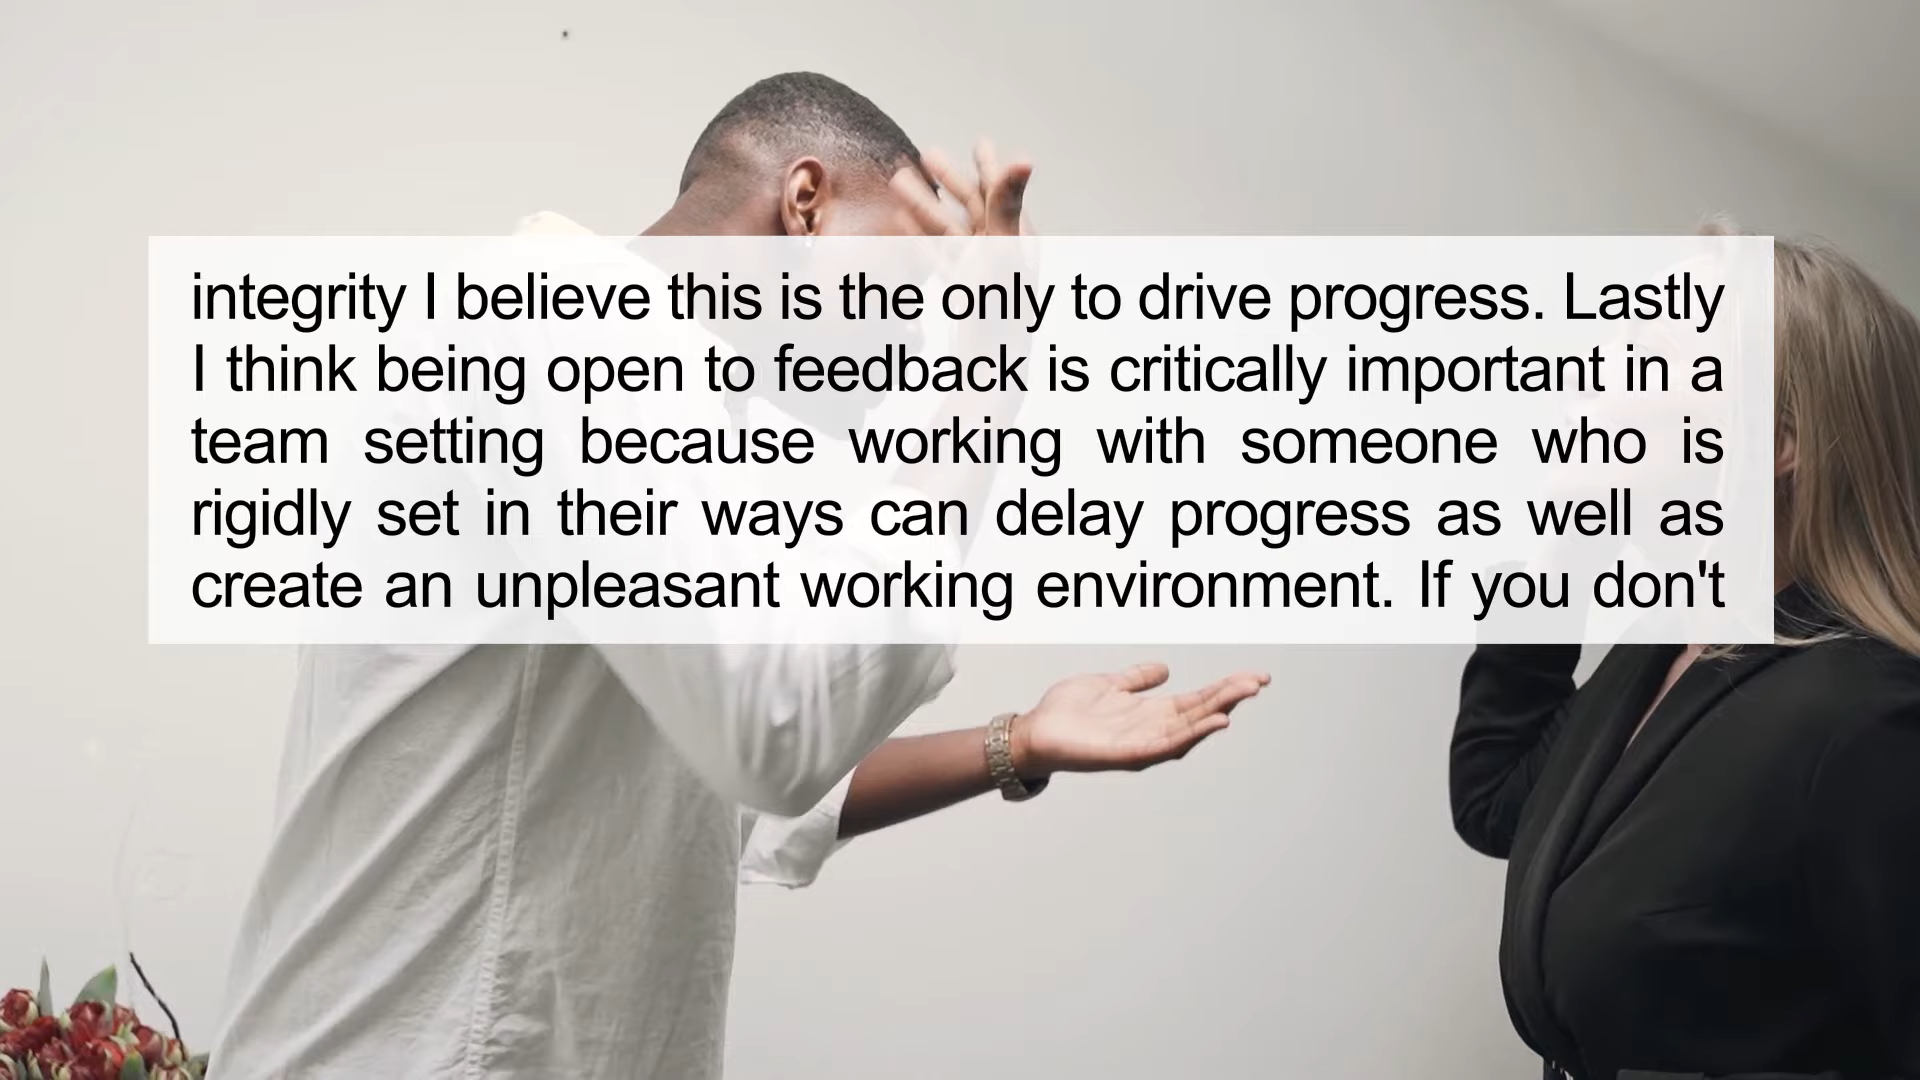 integrity I believe this is the only to drive progress. Lastly
I think being open to feedback is critically important in a
team setting because working with someone who is
rigidly set in their ways can delay progress as well as
create an unpleasant working environment. If you don't